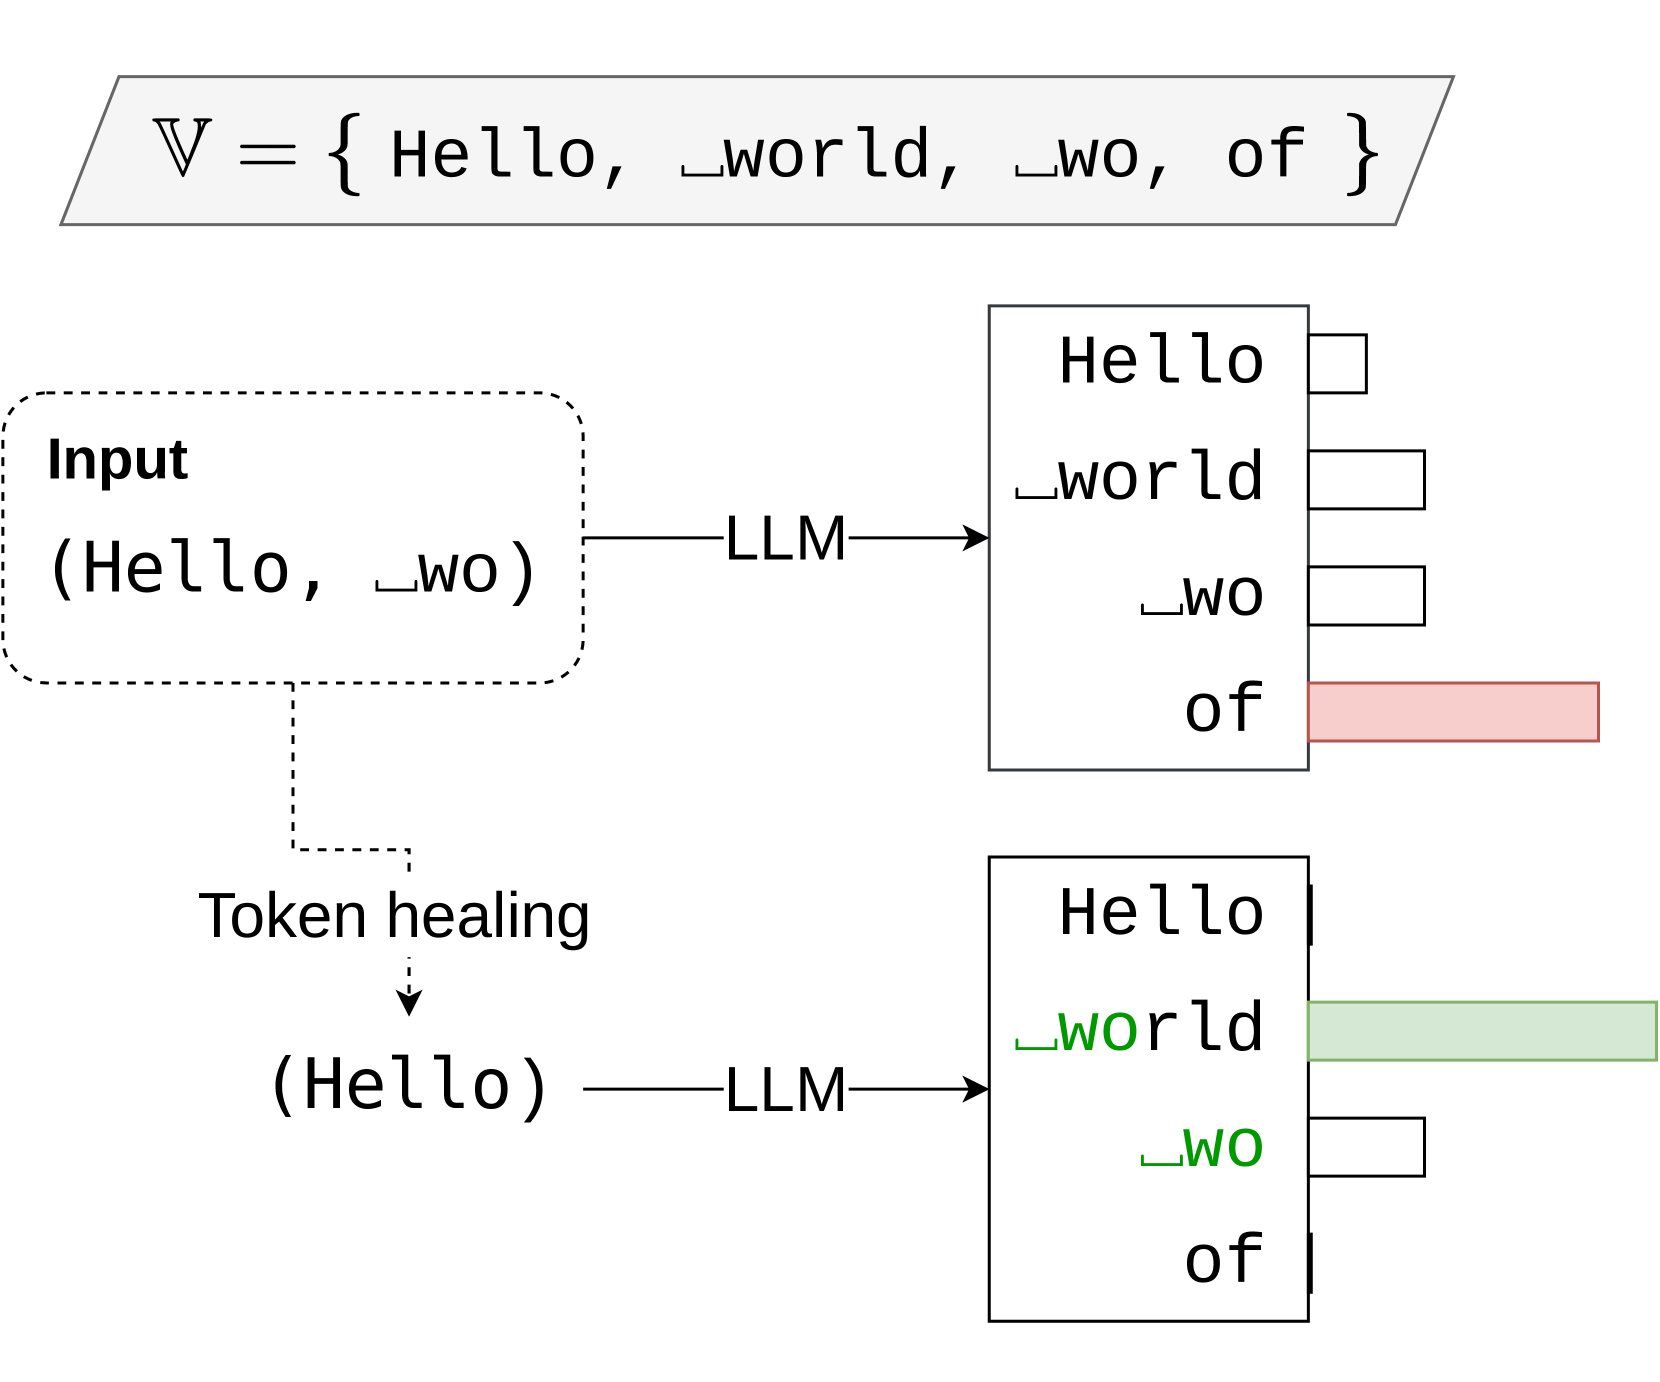 𝕍 = { Hello, ␣world, ␣wo, of }
Input
(Hello, ␣wo)
LLM
Hello
␣world
␣wo
of
Token healing
(Hello)
LLM
Hello
␣world
␣wo
of